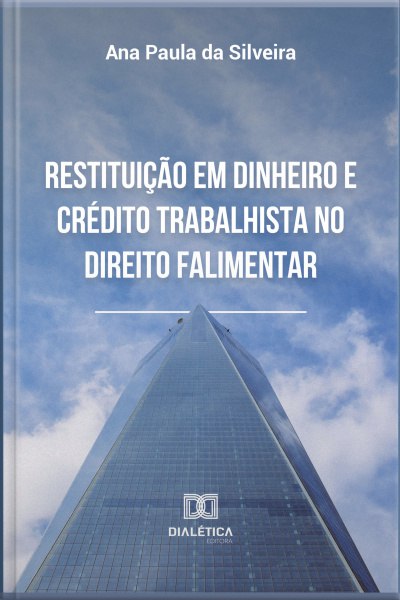 Ana Paula da Silveira
RESTITUIÇÃO EM DINHEIRO E
CRÉDITO TRABALHISTA NO
DIREITO FALIMENTAR
DIALÉTICA
EDITORA